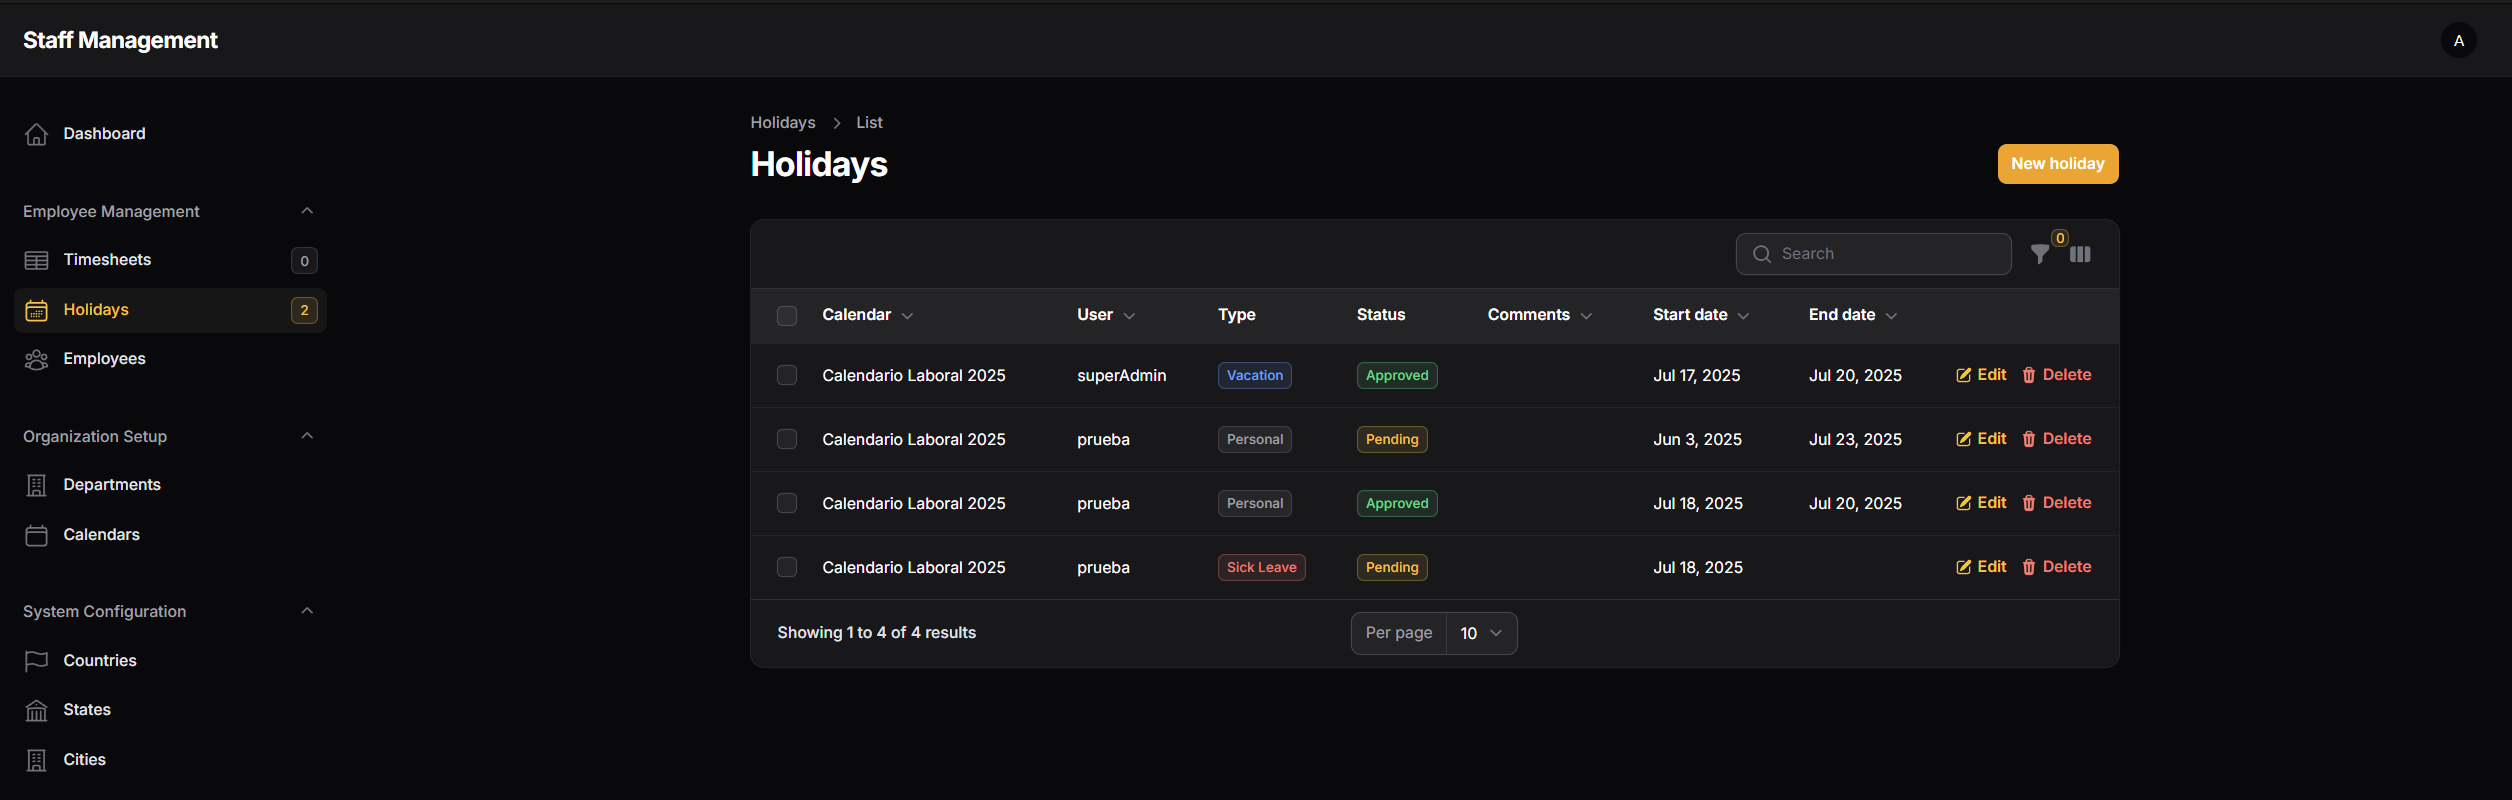 Staff Management
A
Dashboard
Employee Management
Timesheets 0
Holidays 2
Employees
Organization Setup
Departments
Calendars
System Configuration
Countries
States
Cities
Holidays > List
Holidays
New holiday
Search
0
Calendar User Type Status Comments Start date End date
Calendario Laboral 2025 superAdmin Vacation Approved Jul 17, 2025 Jul 20, 2025 Edit Delete
Calendario Laboral 2025 prueba Personal Pending Jun 3, 2025 Jul 23, 2025 Edit Delete
Calendario Laboral 2025 prueba Personal Approved Jul 18, 2025 Jul 20, 2025 Edit Delete
Calendario Laboral 2025 prueba Sick Leave Pending Jul 18, 2025 Edit Delete
Showing 1 to 4 of 4 results
Per page 10